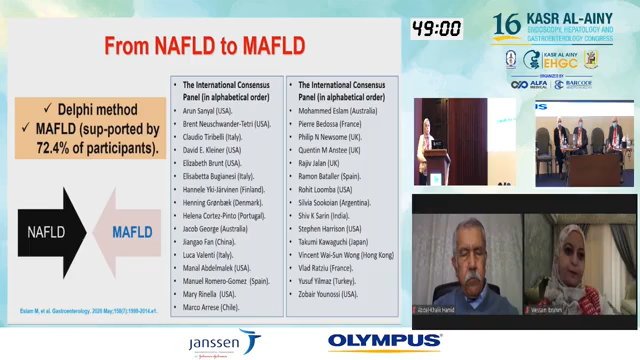 From NAFLD to MAFLD
✓ Delphi method
✓ MAFLD (sup-ported by
72.4% of participants).
NAFLD
MAFLD
The International Consensus
Panel (in alphabetical order)
• Arun Sanyal (USA).
• Brent Neuschwander-Tetri (USA).
• Claudio Tiribelli (Italy).
• David E. Kleiner (USA)
• Elizabeth Brunt (USA).
• Elisabetta Bugianesi (Italy).
• Hannele Yki-Järvinen (Finland).
• Henning Grønbæk (Denmark).
• Helena Cortez-Pinto (Portugal).
• Jacob George (Australia)
• Jiangao Fan (China).
• Luca Valenti (Italy).
• Manal Abdelmalek (USA).
• Manuel Romero-Gomez (Spain).
• Mary Rinella (USA).
• Marco Arrese (Chile).
The International Consensus
Panel (in alphabetical order)
• Mohammed Eslam (Australia)
• Pierre Bedossa (France)
• Philip N Newsome (UK).
• Quentin M Anstee (UK)
• Rajiv Jalan (UK)
• Ramon Bataller (Spain).
• Rohit Loomba (USA)
• Silvia Sookoian (Argentina).
• Shiv K Sarin (India).
• Stephen Harrison (USA)
• Takumi Kawaguchi (Japan)
• Vincent Wai-Sun Wong (Hong Kong)
• Vlad Ratziu (France).
• Yusuf Yilmaz (Turkey).
• Zobair Younossi (USA).
Eslam M, et al. Gastroenterology. 2020 May;158(7):1999-2014.e1.
49:00
16
th
KASR AL-AINY
ENDOSCOPY, HEPATOLOGY AND
GASTROENTEROLOGY CONGRESS
KASR AL-AINY
EHGC
ORGANIZED BY
ALFA
MEDICAL
BARCODE
Abdel-Khalik Hamid
Wessam Ibrahim
janssen
OLYMPUS